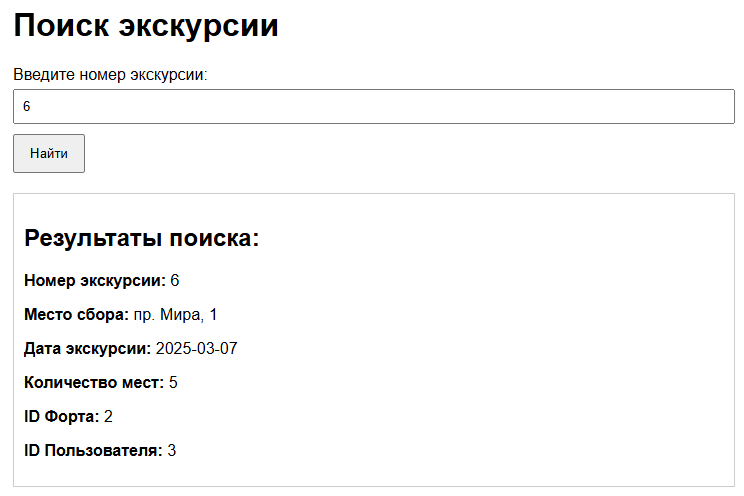 Поиск экскурсии
Введите номер экскурсии:
6
Найти
Результаты поиска:
Номер экскурсии: 6
Место сбора: пр. Мира, 1
Дата экскурсии: 2025-03-07
Количество мест: 5
ID Форта: 2
ID Пользователя: 3